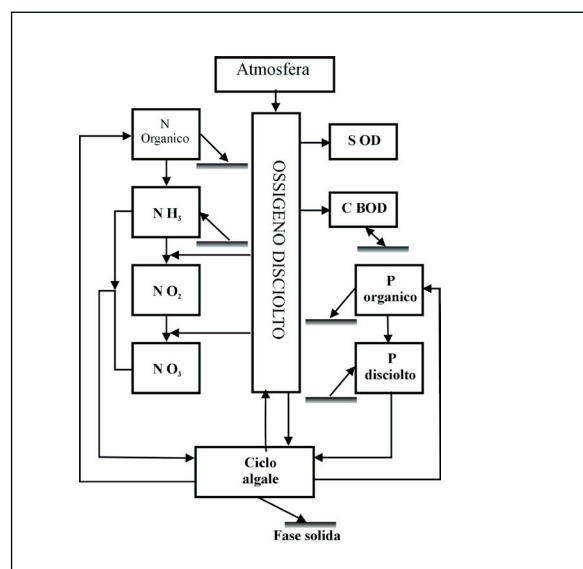 Atmosfera
N
Organico
S OD
OSSIGENO DISCIOLTO
N H₃
C BOD
N O₂
P
organico
N O₃
P
disciolto
Ciclo
algale
Fase solida